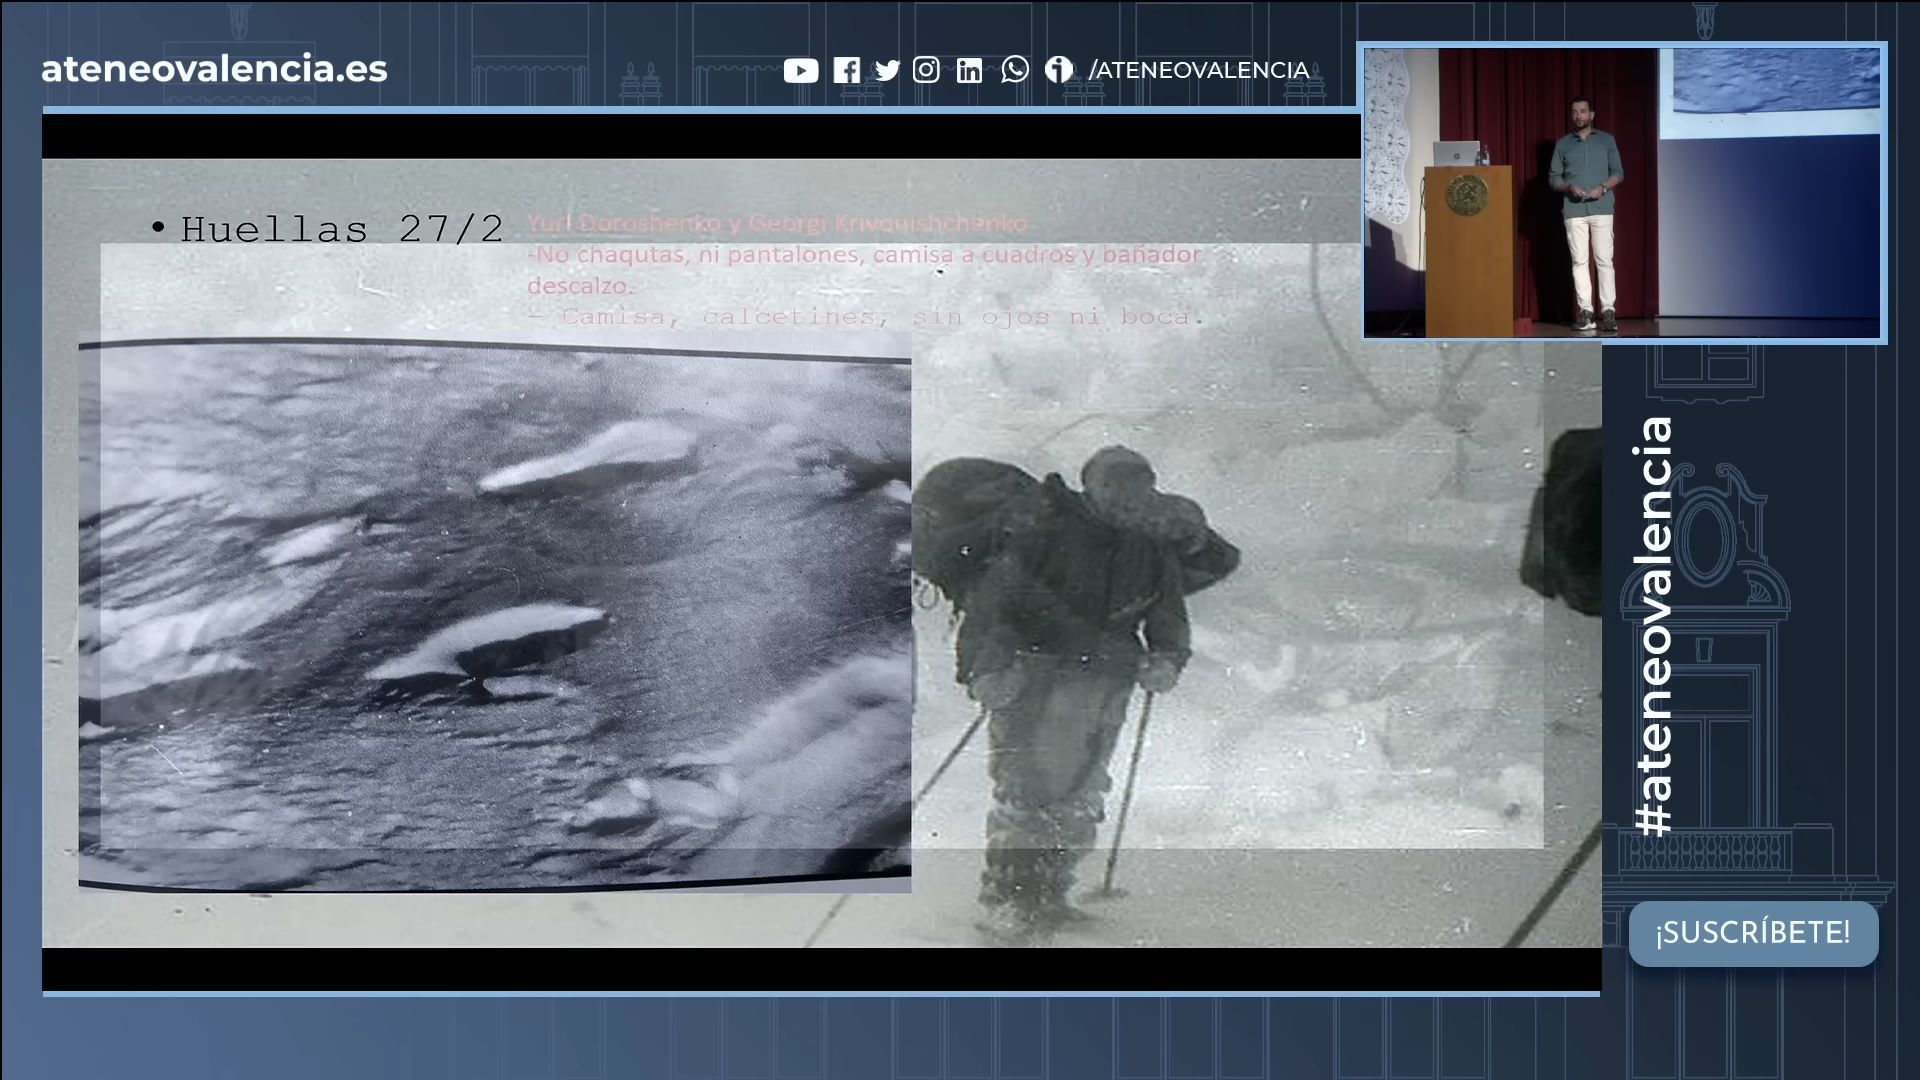 ateneovalencia.es
/ATENEOVALENCIA
• Huellas 27/2
Yuri Doroshenko y Georgi Krivonishchenko
-No chaqutas, ni pantalones, camisa a cuadros y bañador
descalzo.
- Camisa, calcetines, sin ojos ni boca.
#ateneovalencia
¡SUSCRÍBETE!